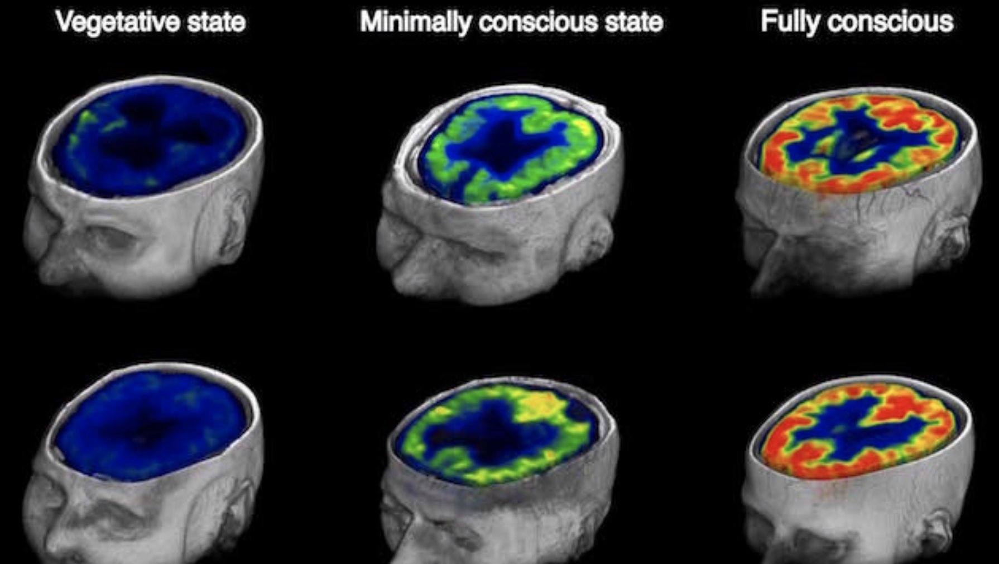 Vegetative state
Minimally conscious state
Fully conscious